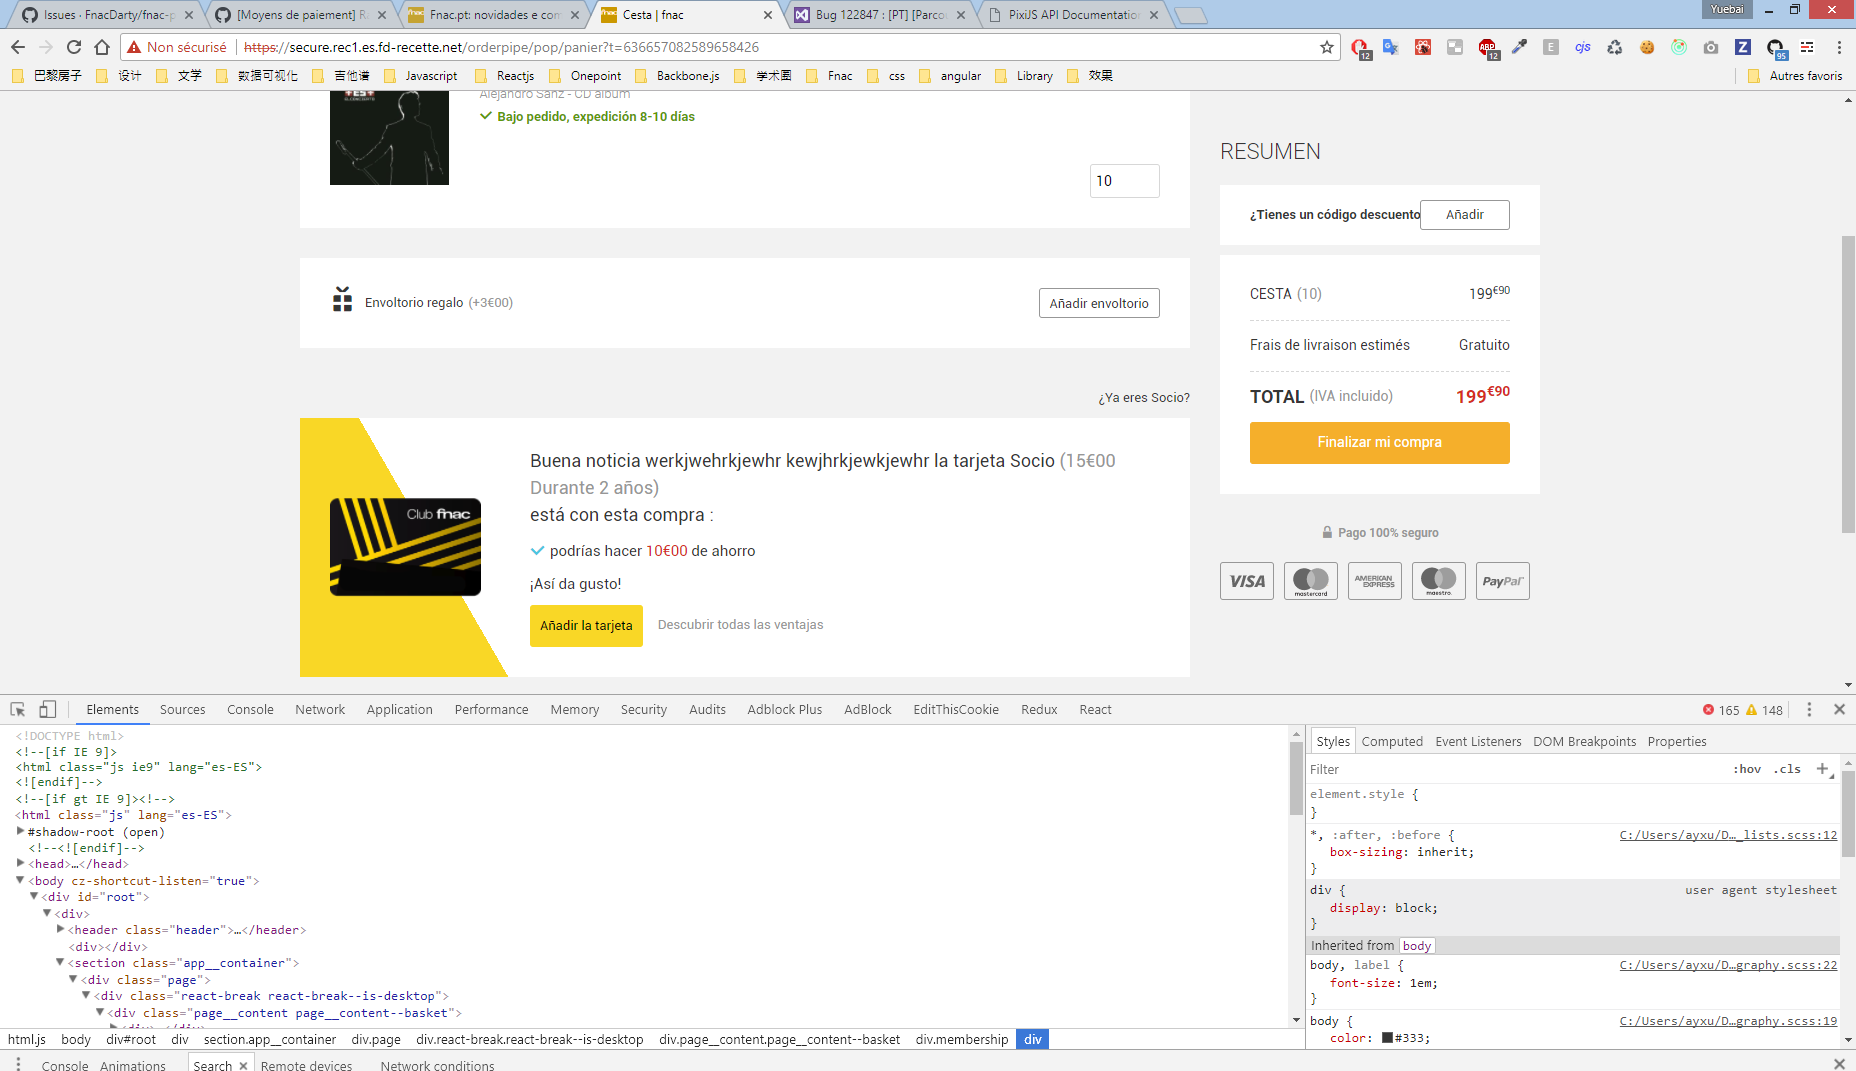 Issues · FnacDarty/fnac-p
[Moyens de paiement] R
Fnac.pt: novidades e com
Cesta | fnac
Bug 122847 : [PT] [Parcou
PixiJS API Documentatio
Yuebai
Non sécurisé
https://secure.rec1.es.fd-recette.net/orderpipe/pop/panier?t=636657082589658426
12
ABP
12
E
cjs
Z
95
巴黎房子
设计
文学
数据可视化
吉他谱
Javascript
Reactjs
Onepoint
Backbone.js
学术圈
Fnac
css
angular
Library
效果
Autres favoris
+ES+
EL CONCIERTO
Alejandro Sanz - CD álbum
Bajo pedido, expedición 8-10 días
10
Envoltorio regalo (+3€00)
Añadir envoltorio
¿Ya eres Socio?
Club fnac
Buena noticia werkjwehrkjewhr kewjhrkjewkjewhr la tarjeta Socio (15€00
Durante 2 años)
está con esta compra :
podrías hacer 10€00 de ahorro
¡Así da gusto!
Añadir la tarjeta
Descubrir todas las ventajas
RESUMEN
¿Tienes un código descuento
Añadir
CESTA (10)
199€90
Frais de livraison estimés
Gratuito
TOTAL (IVA incluido)
199€90
Finalizar mi compra
Pago 100% seguro
VISA
mastercard
AMERICAN EXPRESS
maestro
PayPal
Elements
Sources
Console
Network
Application
Performance
Memory
Security
Audits
Adblock Plus
AdBlock
EditThisCookie
Redux
React
165
148
<!DOCTYPE html>
<!--[if IE 9]>
<html class="js ie9" lang="es-ES">
<![endif]-->
<!--[if gt IE 9]><!-->
<html class="js" lang="es-ES">
#shadow-root (open)
<!--<![endif]-->
<head>…</head>
<body cz-shortcut-listen="true">
<div id="root">
<div>
<header class="header">…</header>
<div></div>
<section class="app__container">
<div class="page">
<div class="react-break react-break--is-desktop">
<div class="page__content page__content--basket">
Styles
Computed
Event Listeners
DOM Breakpoints
Properties
Filter
:hov
.cls
+
element.style {
}
*, :after, :before {
C:/Users/ayxu/D…_lists.scss:12
box-sizing: inherit;
}
div {
user agent stylesheet
display: block;
}
Inherited from body
body, label {
C:/Users/ayxu/D…graphy.scss:22
font-size: 1em;
}
body {
C:/Users/ayxu/D…graphy.scss:19
color: #333;
html.js
body
div#root
div
section.app__container
div.page
div.react-break.react-break--is-desktop
div.page__content.page__content--basket
div.membership
div
Console
Animations
Search
Remote devices
Network conditions